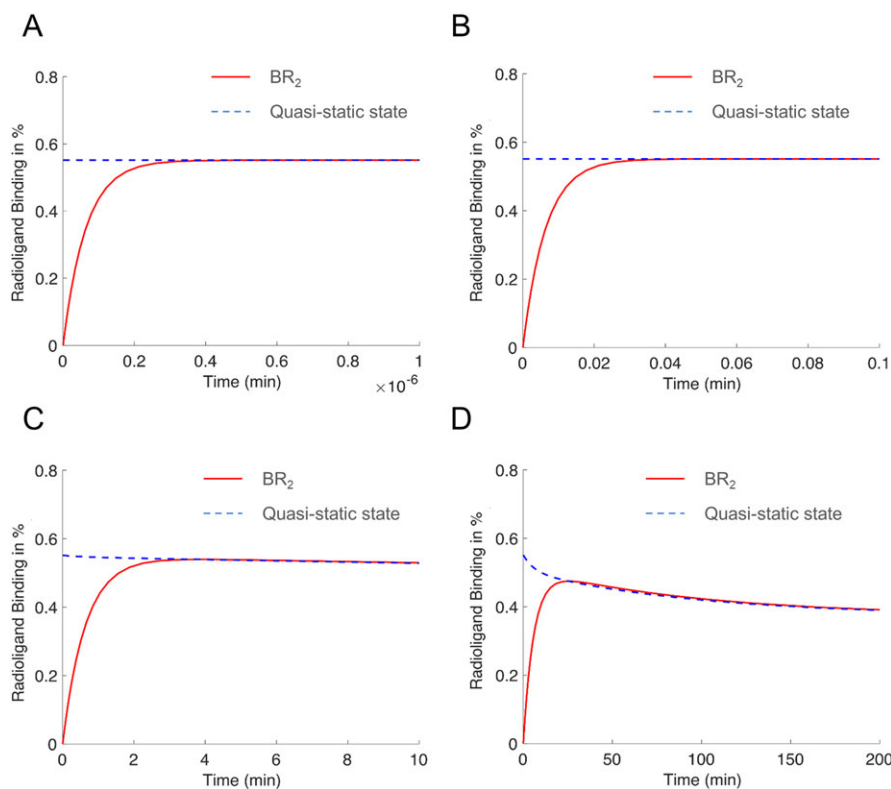 A
BR₂
Quasi-static state
Radioligand Binding in %
0.8
0.6
0.4
0.2
0
0 0.2 0.4 0.6 0.8 1
Time (min)
×10⁻⁶
B
BR₂
Quasi-static state
Radioligand Binding in %
0.8
0.6
0.4
0.2
0
0 0.02 0.04 0.06 0.08 0.1
Time (min)
C
BR₂
Quasi-static state
Radioligand Binding in %
0.8
0.6
0.4
0.2
0
0 2 4 6 8 10
Time (min)
D
BR₂
Quasi-static state
Radioligand Binding in %
0.8
0.6
0.4
0.2
0
0 50 100 150 200
Time (min)